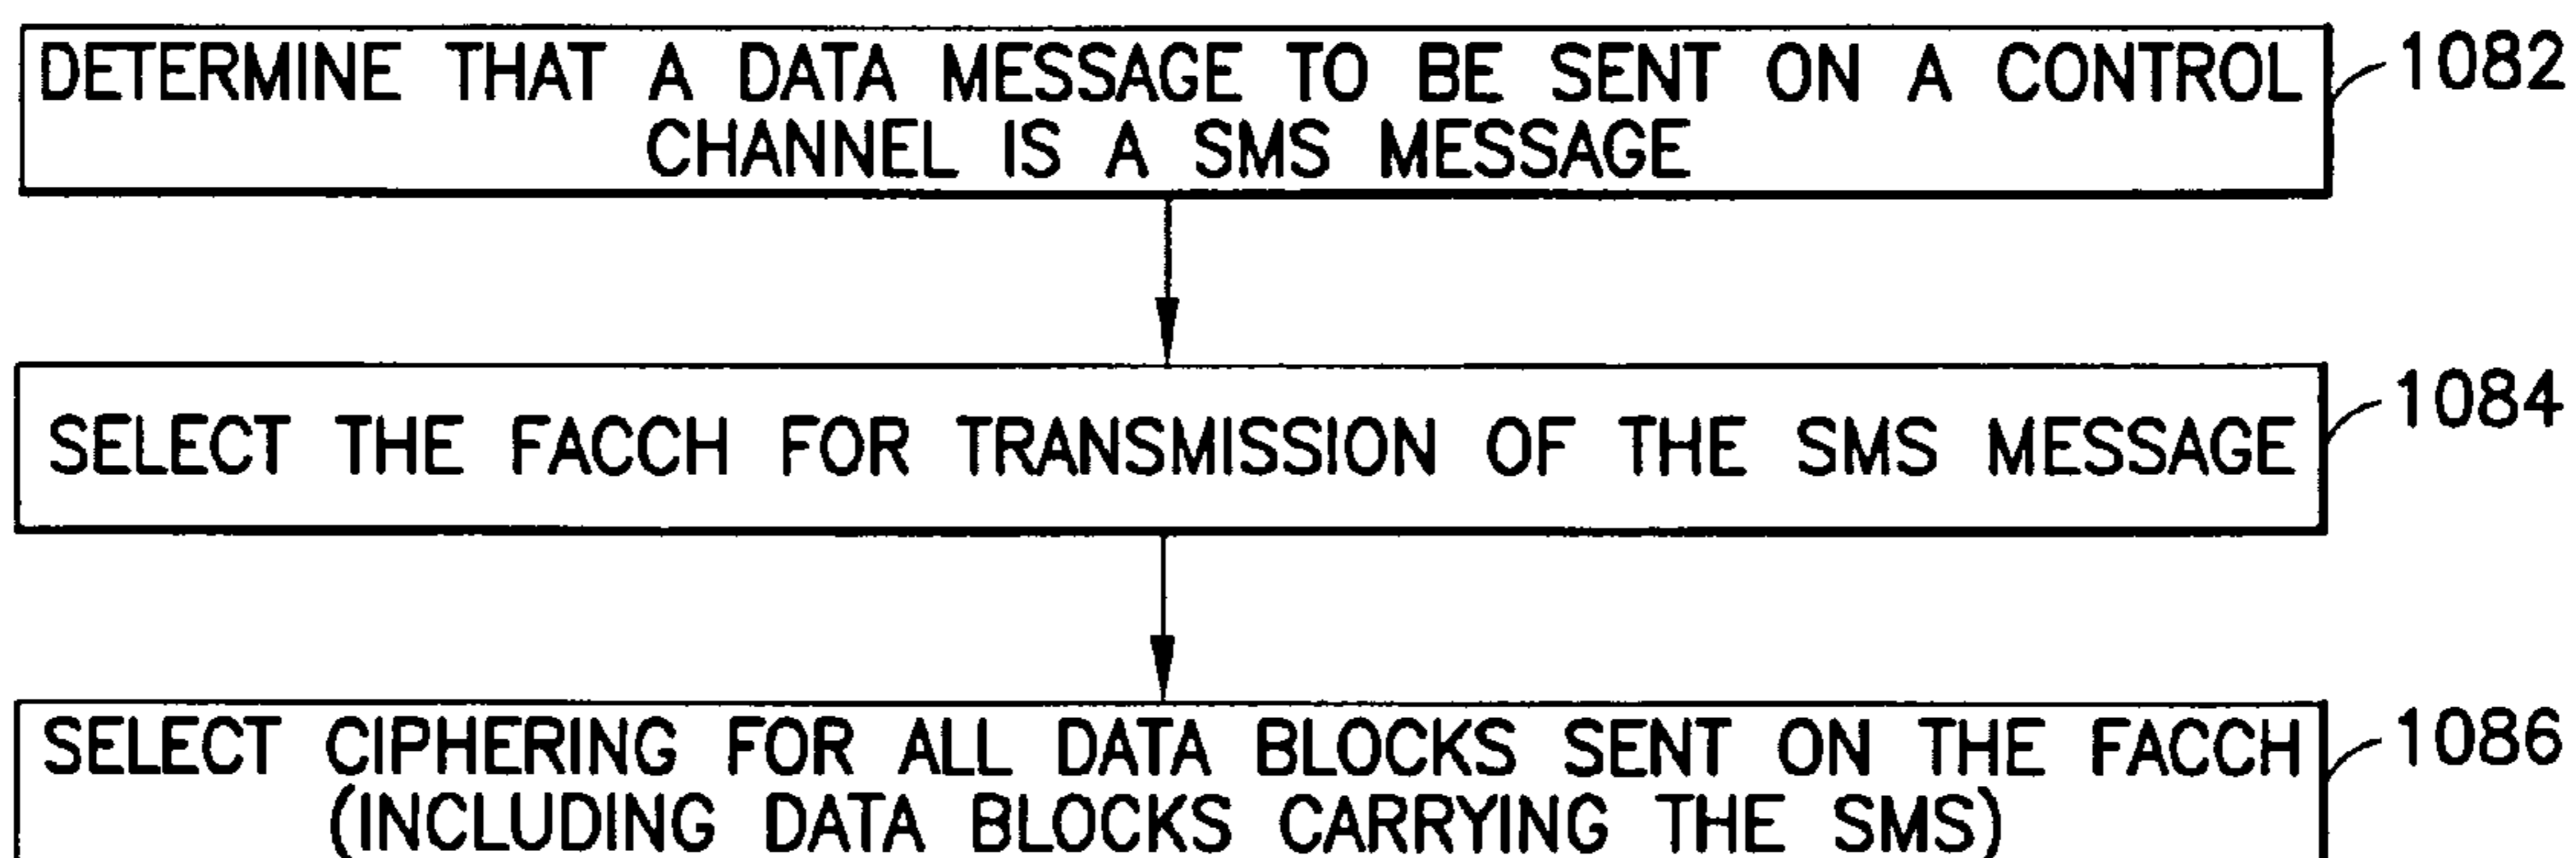 DETERMINE THAT A DATA MESSAGE TO BE SENT ON A CONTROL
CHANNEL IS A SMS MESSAGE
1082
SELECT THE FACCH FOR TRANSMISSION OF THE SMS MESSAGE
1084
SELECT CIPHERING FOR ALL DATA BLOCKS SENT ON THE FACCH
(INCLUDING DATA BLOCKS CARRYING THE SMS)
1086